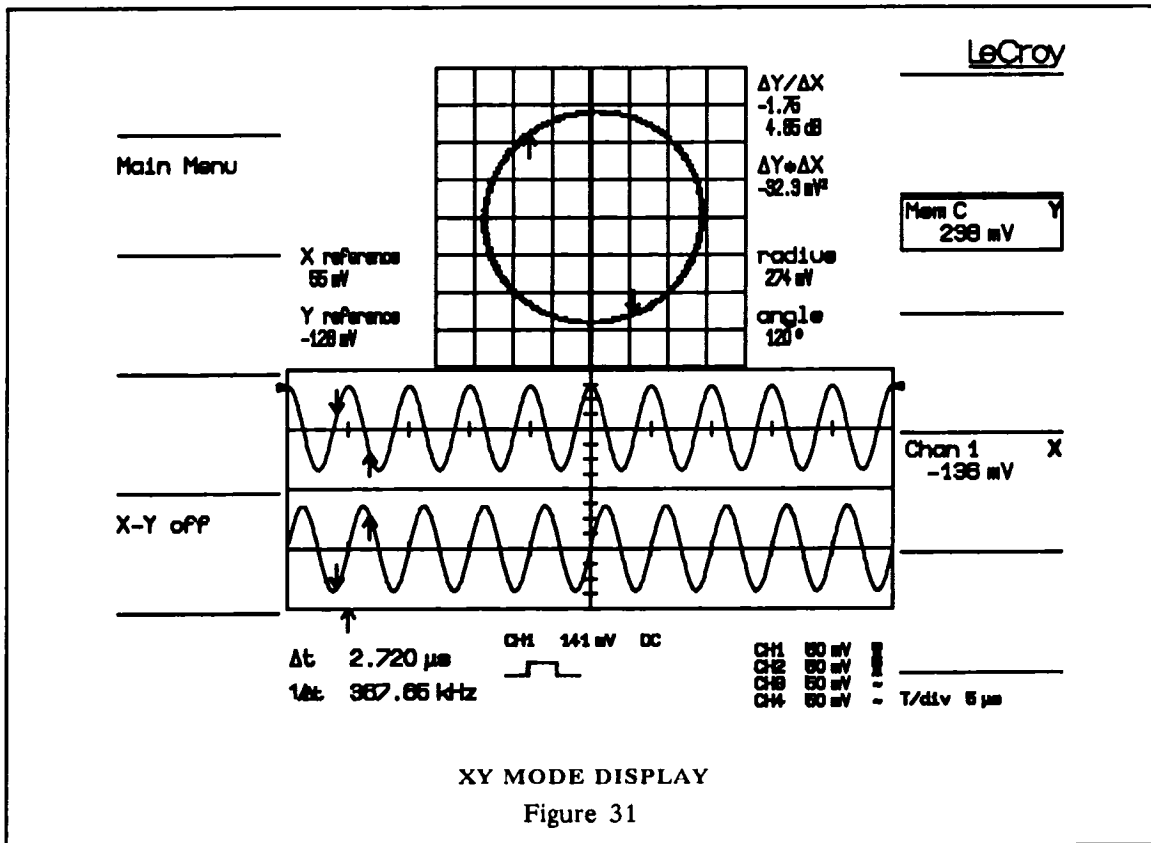 LeCroy
ΔY/ΔX
-1.75
4.85 dB
Main Menu
ΔY*ΔX
-32.3 mV²
Mem C Y
238 mV
X reference
55 mV
radius
274 mV
Y reference
-128 mV
angle
120°
Chan 1 X
-136 mV
X-Y off
CH1 141 mV DC
Δt 2.720 µs
1/Δt 367.65 kHz
CH1 50 mV
CH2 50 mV
CH3 50 mV ~
CH4 50 mV ~ T/div 5 µs
XY MODE DISPLAY
Figure 31